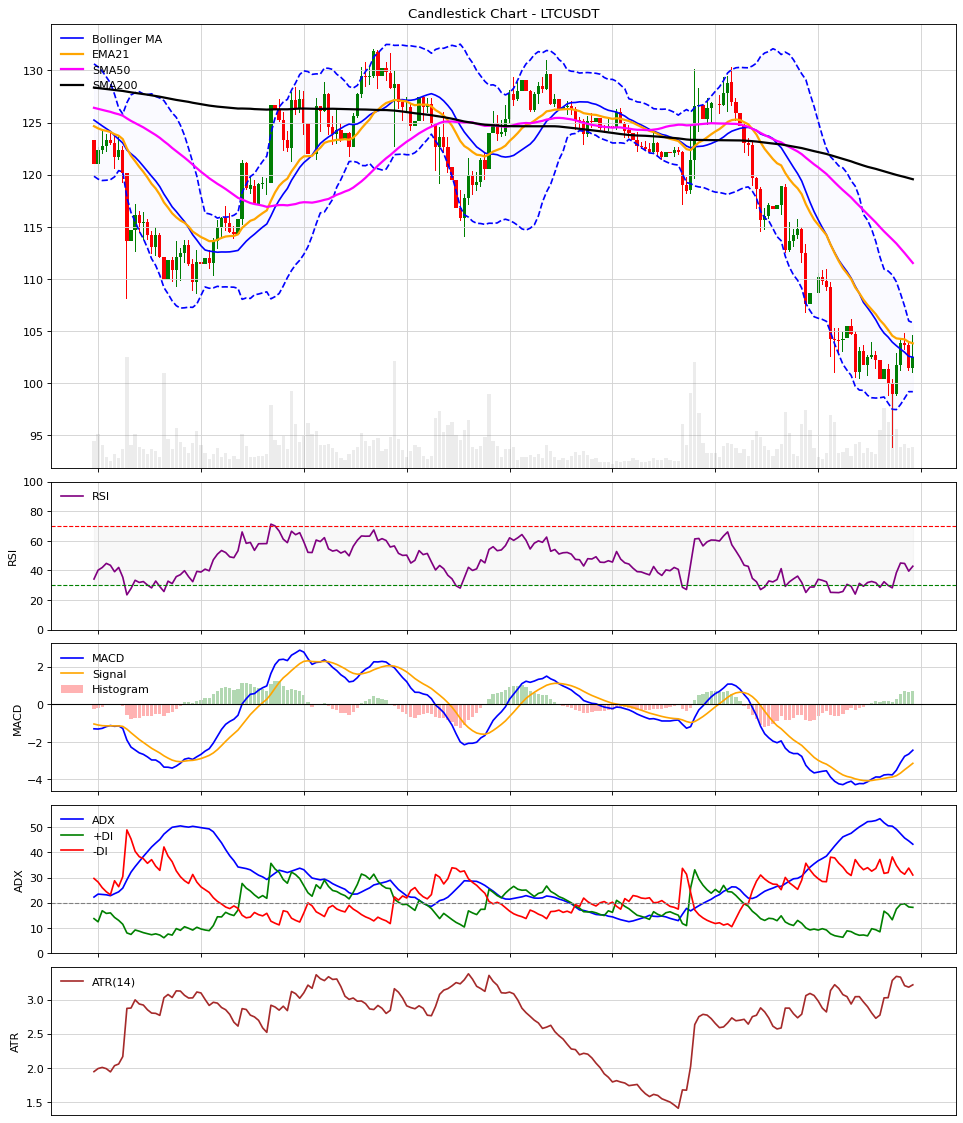 Candlestick Chart - LTCUSDT
Bollinger MA
EMA21
SMA50
SMA200
130
125
120
115
110
105
100
95
RSI
100
80
60
40
20
0
RSI
MACD
Signal
Histogram
2
0
−2
−4
MACD
ADX
+DI
-DI
50
40
30
20
10
0
ADX
ATR(14)
3.0
2.5
2.0
1.5
ATR